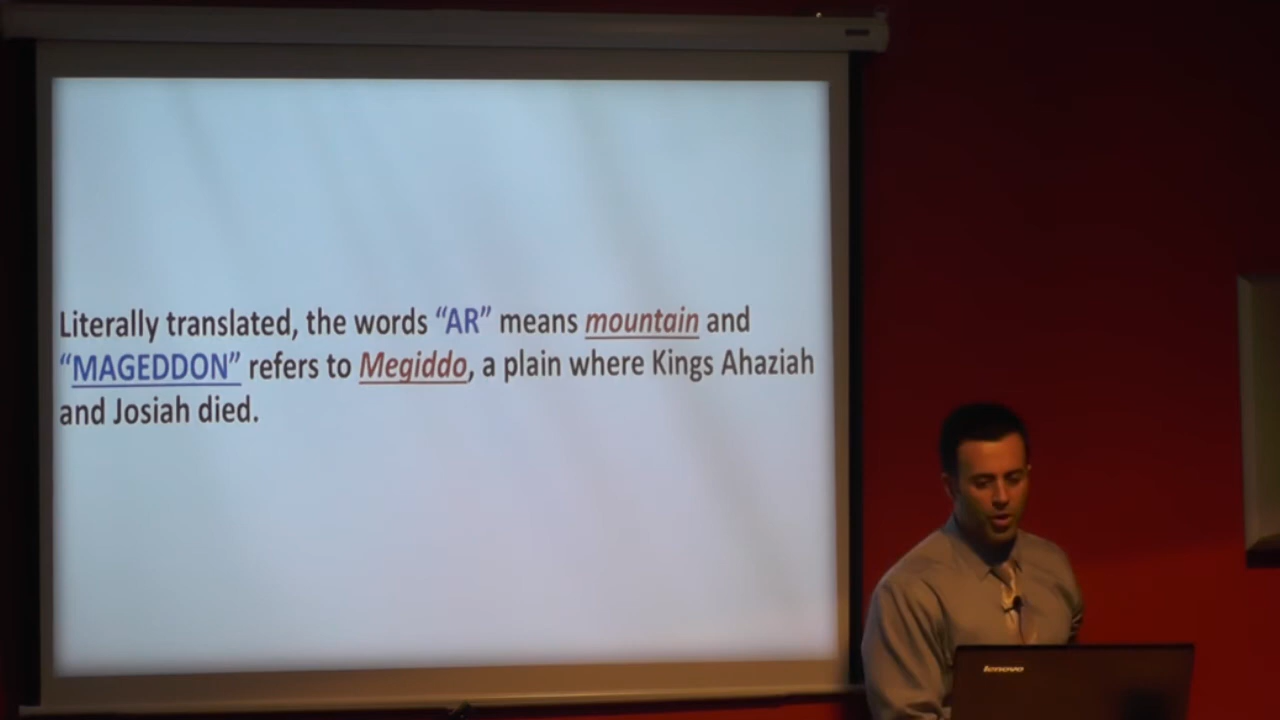 Literally translated, the words “AR” means mountain and
“MAGEDDON” refers to Megiddo, a plain where Kings Ahaziah
and Josiah died.
lenovo